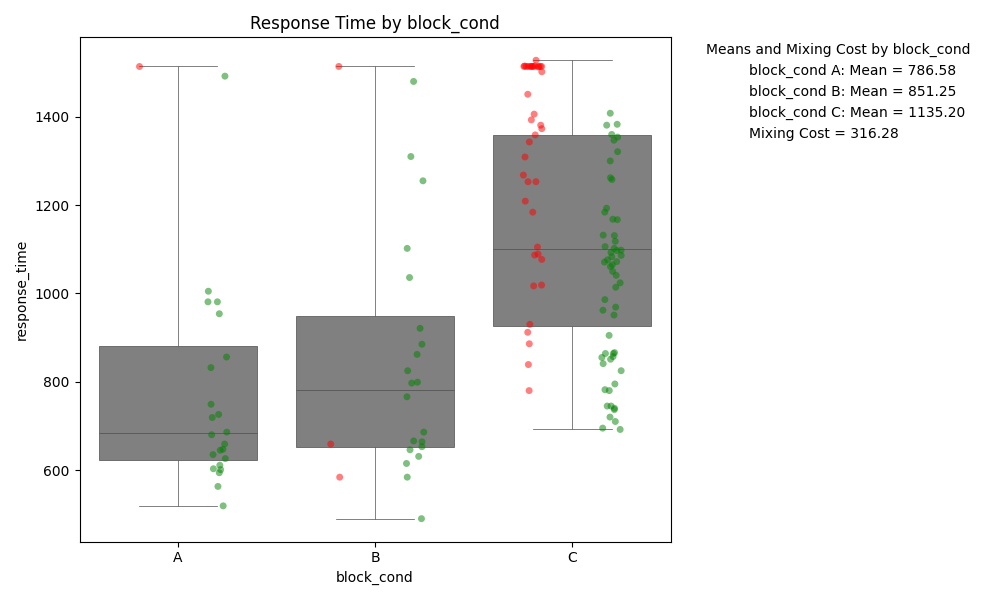 Response Time by block_cond
Means and Mixing Cost by block_cond
block_cond A: Mean = 786.58
block_cond B: Mean = 851.25
block_cond C: Mean = 1135.20
Mixing Cost = 316.28
response_time
1400
1200
1000
800
600
A
B
C
block_cond